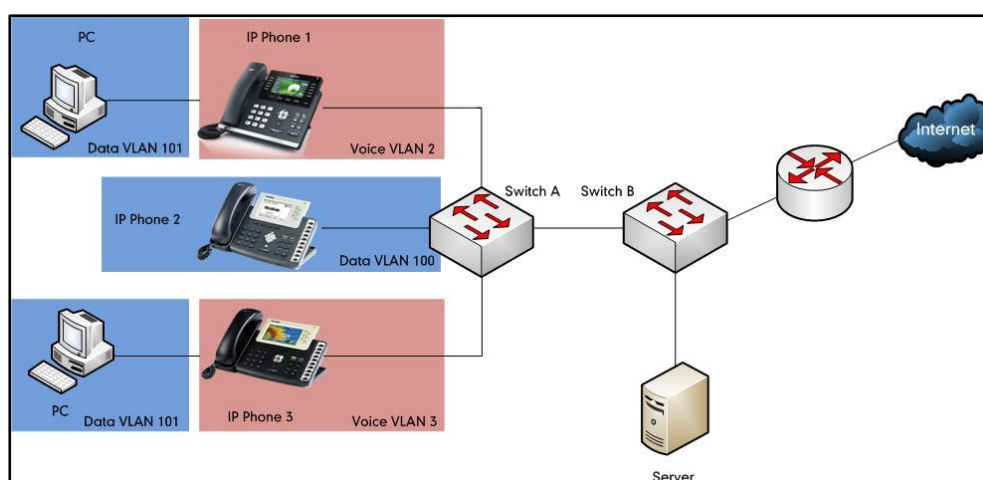 PC
IP Phone 1
Data VLAN 101
Voice VLAN 2
IP Phone 2
Data VLAN 100
Switch A
Switch B
Internet
PC
Data VLAN 101
IP Phone 3
Voice VLAN 3
Server